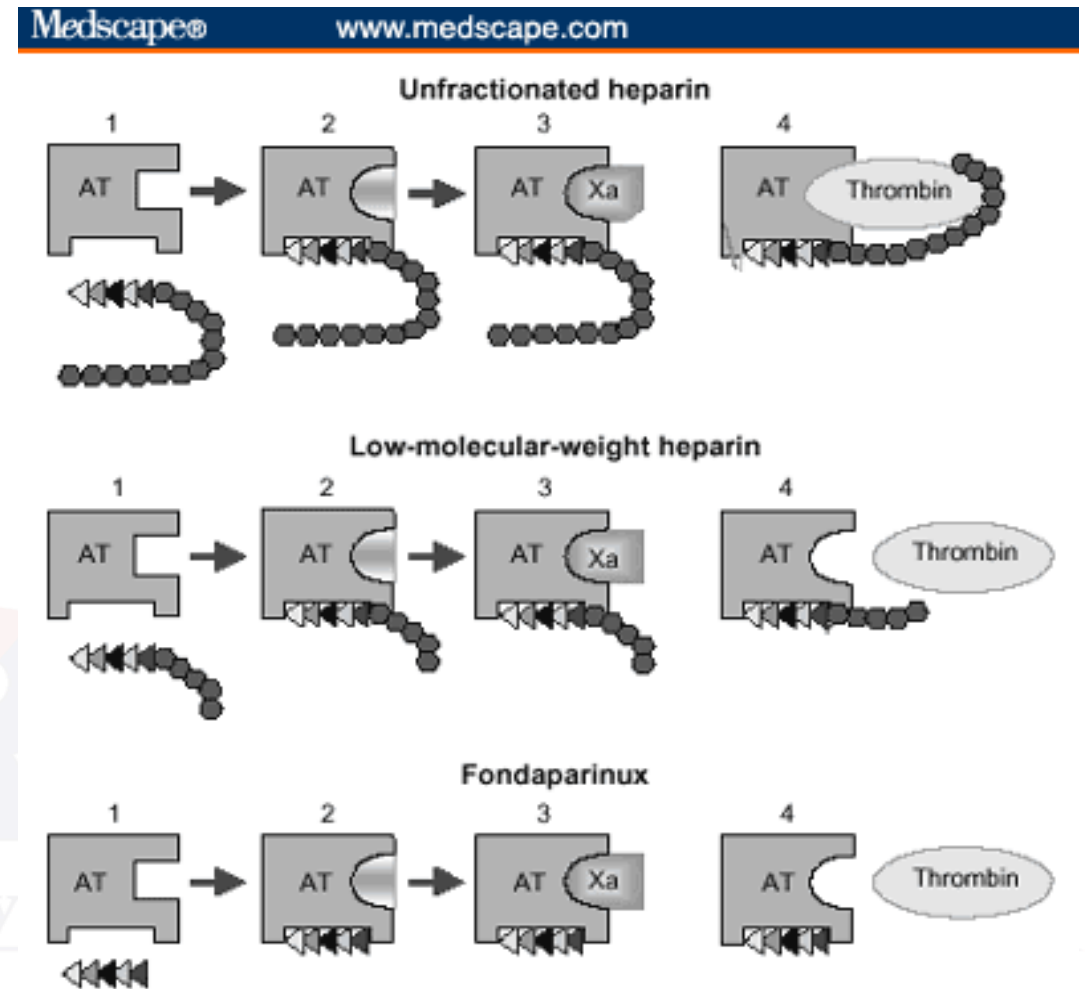 Medscape® www.medscape.com
Unfractionated heparin
1 2 3 4
AT AT AT Xa AT Thrombin
Low-molecular-weight heparin
1 2 3 4
AT AT AT Xa AT Thrombin
Fondaparinux
1 2 3 4
AT AT AT Xa AT Thrombin